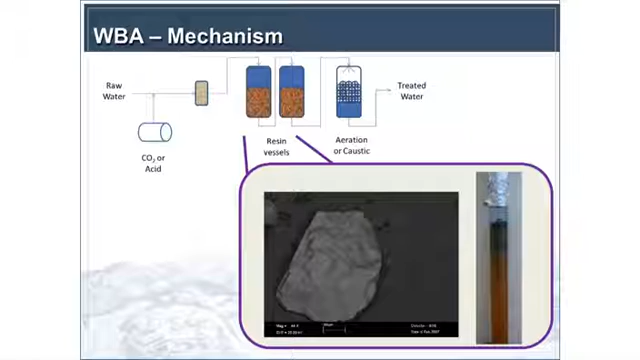 WBA – Mechanism
Raw
Water
CO₂ or
Acid
Resin
vessels
Aeration
or Caustic
Treated
Water